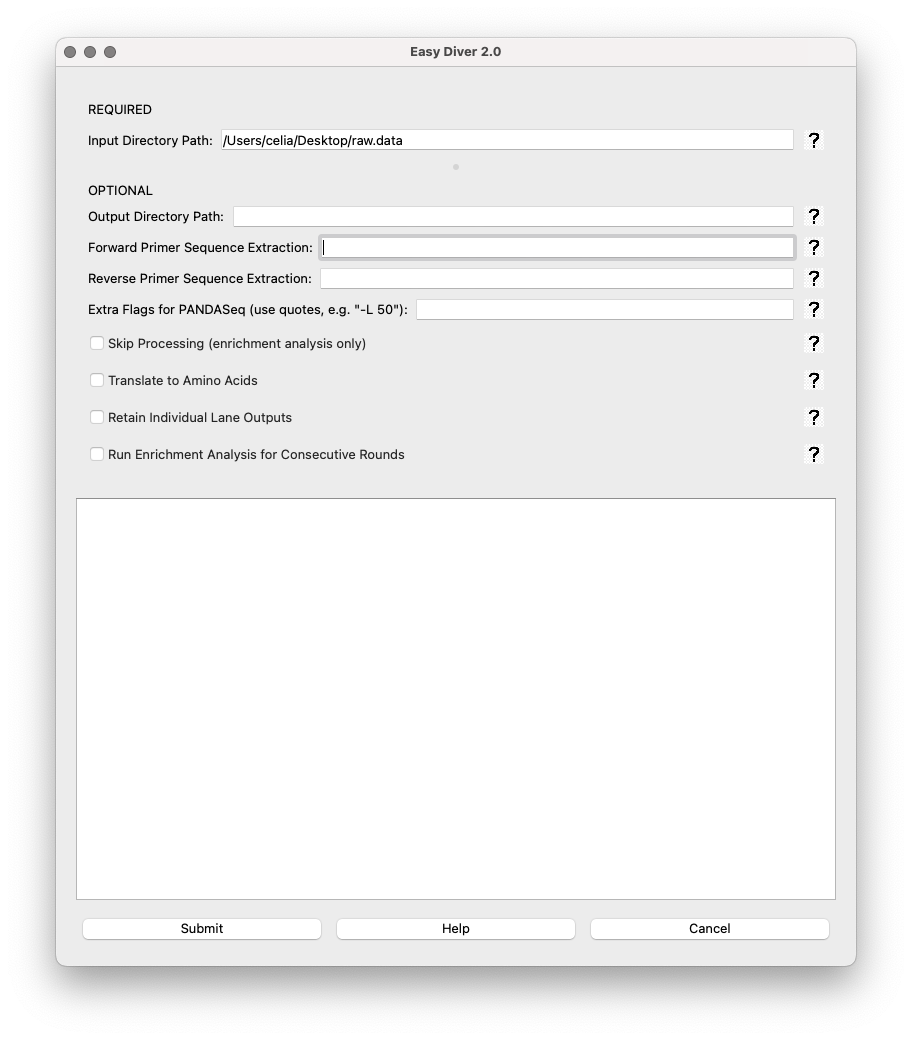 Easy Diver 2.0
REQUIRED
Input Directory Path: /Users/celia/Desktop/raw.data ?
OPTIONAL
Output Directory Path: ?
Forward Primer Sequence Extraction: ?
Reverse Primer Sequence Extraction: ?
Extra Flags for PANDASeq (use quotes, e.g. "-L 50"): ?
Skip Processing (enrichment analysis only) ?
Translate to Amino Acids ?
Retain Individual Lane Outputs ?
Run Enrichment Analysis for Consecutive Rounds ?
Submit Help Cancel